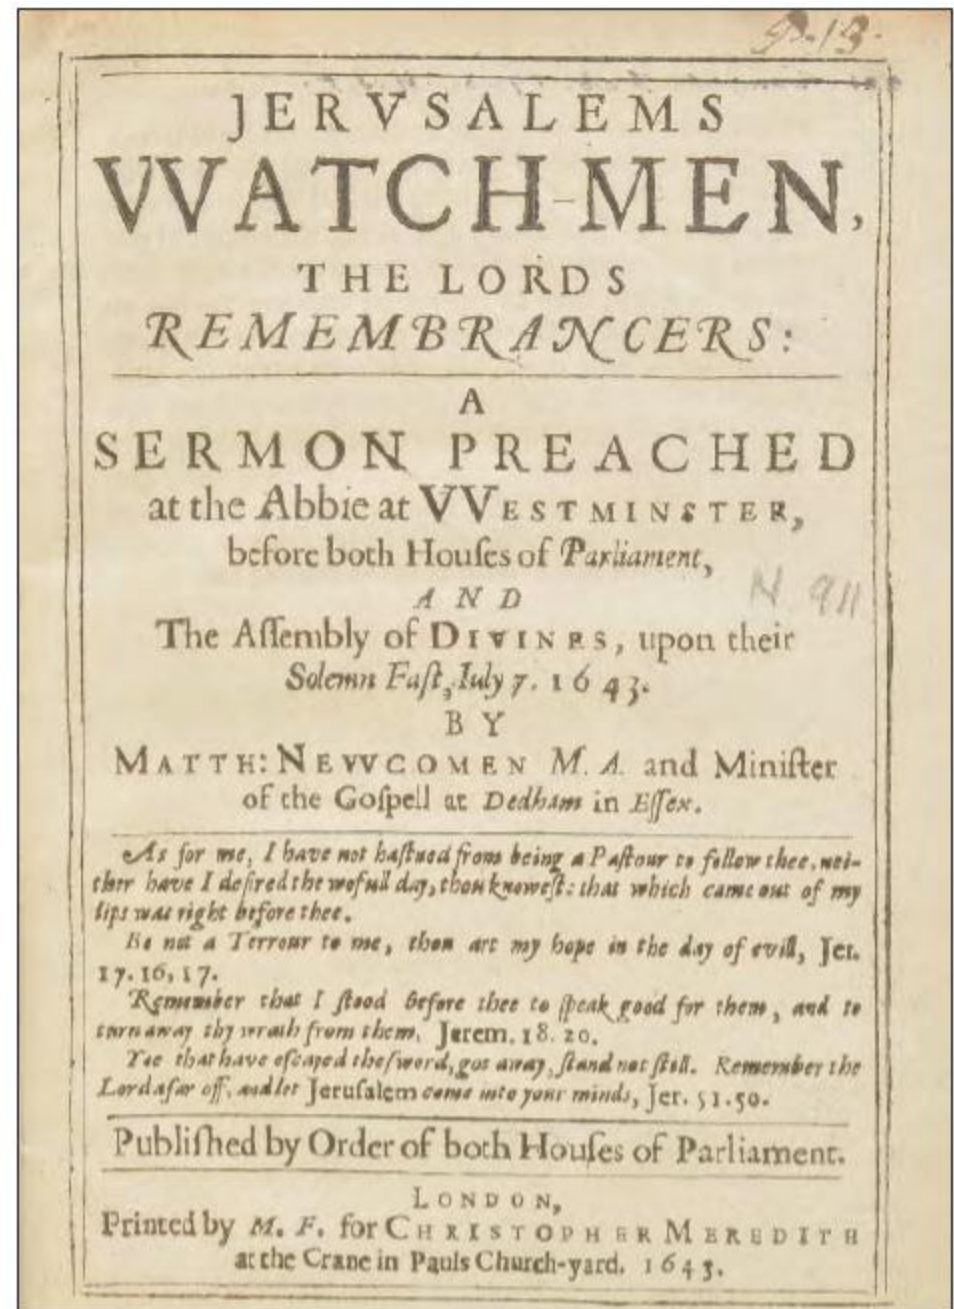 JERVSALEMS
VVATCH-MEN,
THE LORDS
REMEMBRANCERS:
A
SERMON PREACHED
at the Abbie at VVESTMINSTER,
before both Houſes of Parliament,
AND
The Aſſembly of DIVINES, upon their
Solemn Faſt, Iuly 7. 1643.
BY
MATTH: NEVVCOMEN M. A. and Miniſter
of the Goſpell at Dedham in Eſſex.
As for me, I have not haſtned from being a Paſtour to follow thee, nei-
ther have I deſired the wofull day, thou knoweſt: that which came out of my
lips was right before thee.
Be not a Terrour to me, thou art my hope in the day of evill, Jer.
17. 16, 17.
Remember that I ſtood before thee to ſpeak good for them, and to
turn away thy wrath from them, Jerem. 18. 20.
Yee that have eſcaped the ſword, goe away, ſtand not ſtill. Remember the
Lord afar off, and let Jeruſalem come into your minds, Jer. 51. 50.
Publiſhed by Order of both Houſes of Parliament.
LONDON,
Printed by M. F. for CHRISTOPHER MEREDITH
at the Crane in Pauls Church-yard. 1643.
N 911